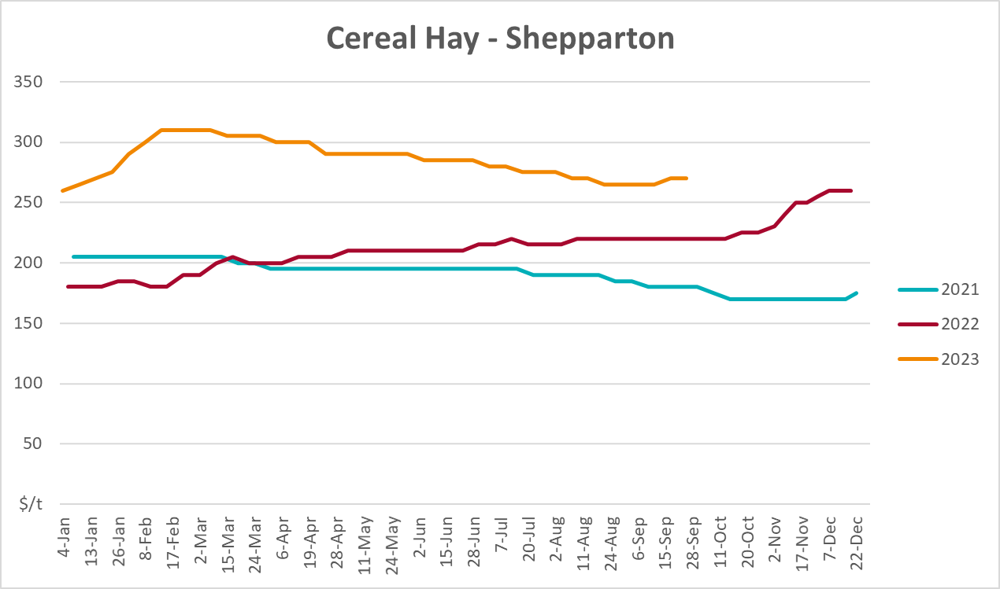 Cereal Hay - Shepparton
350
300
250
200
150
100
50
$/t
4-Jan
13-Jan
26-Jan
8-Feb
17-Feb
2-Mar
15-Mar
24-Mar
6-Apr
19-Apr
28-Apr
11-May
24-May
2-Jun
15-Jun
28-Jun
7-Jul
20-Jul
2-Aug
11-Aug
24-Aug
6-Sep
15-Sep
28-Sep
11-Oct
20-Oct
2-Nov
17-Nov
7-Dec
22-Dec
2021
2022
2023